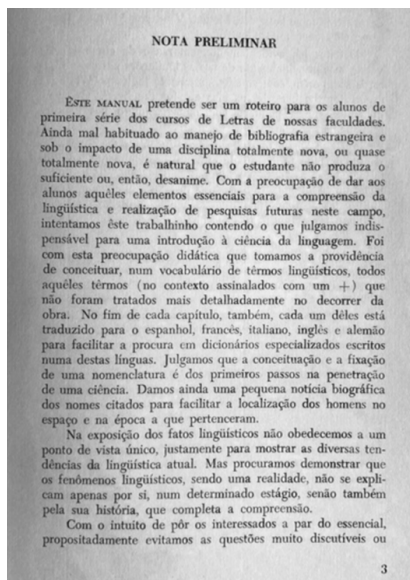 NOTA PRELIMINAR
ÊSTE MANUAL pretende ser um roteiro para os alunos de
primeira série dos cursos de Letras de nossas faculdades.
Ainda mal habituado ao manejo de bibliografia estrangeira e
sob o impacto de uma disciplina totalmente nova, ou quase
totalmente nova, é natural que o estudante não produza o
suficiente ou, então, desanime. Com a preocupação de dar aos
alunos aquêles elementos essenciais para a compreensão da
lingüística e realização de pesquisas futuras neste campo,
intentamos êste trabalhinho contendo o que julgamos indis-
pensável para uma introdução à ciência da linguagem. Foi
com esta preocupação didática que tomamos a providência
de conceituar, num vocabulário de têrmos lingüísticos, todos
aquêles têrmos (no contexto assinalados com um +) que
não foram tratados mais detalhadamente no decorrer da
obra. No fim de cada capítulo, também, cada um dêles está
traduzido para o espanhol, francês, italiano, inglês e alemão
para facilitar a procura em dicionários especializados escritos
numa destas línguas. Julgamos que a conceituação e a fixação
de uma nomenclatura é dos primeiros passos na penetração
de uma ciência. Damos ainda uma pequena notícia biográfica
dos nomes citados para facilitar a localização dos homens no
espaço e na época a que pertenceram.
Na exposição dos fatos lingüísticos não obedecemos a um
ponto de vista único, justamente para mostrar as diversas ten-
dências da lingüística atual. Mas procuramos demonstrar que
os fenômenos lingüísticos, sendo uma realidade, não se expli-
cam apenas por si, num determinado estágio, senão também
pela sua história, que completa a compreensão.
Com o intuito de pôr os interessados a par do essencial,
propositadamente evitamos as questões muito discutíveis ou
3